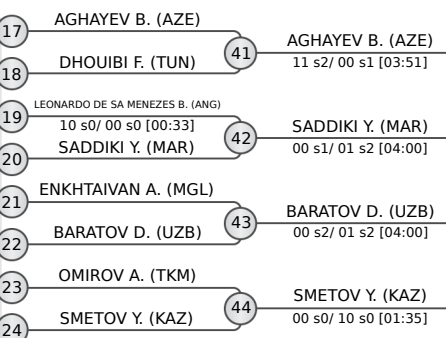 17
AGHAYEV B. (AZE)
18
DHOUIBI F. (TUN)
41
AGHAYEV B. (AZE)
11 s2/ 00 s1 [03:51]
19
LEONARDO DE SA MENEZES B. (ANG)
10 s0/ 00 s0 [00:33]
20
SADDIKI Y. (MAR)
42
SADDIKI Y. (MAR)
00 s1/ 01 s2 [04:00]
21
ENKHTAIVAN A. (MGL)
22
BARATOV D. (UZB)
43
BARATOV D. (UZB)
00 s2/ 01 s2 [04:00]
23
OMIROV A. (TKM)
24
SMETOV Y. (KAZ)
44
SMETOV Y. (KAZ)
00 s0/ 10 s0 [01:35]